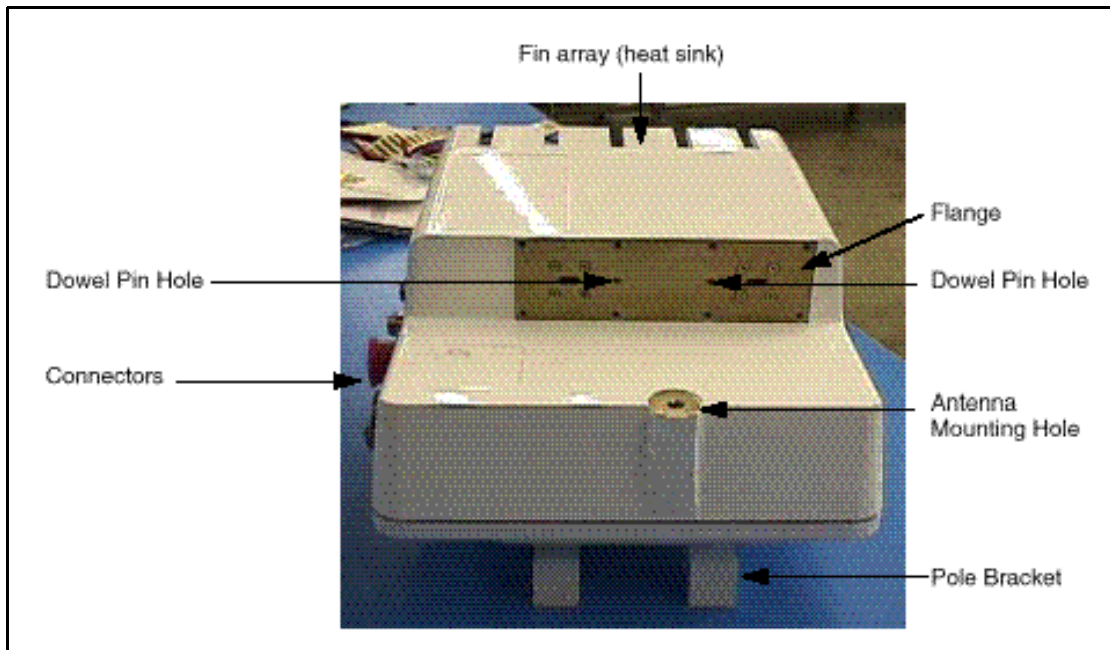 Fin array (heat sink)
Flange
Dowel Pin Hole
Dowel Pin Hole
Connectors
Antenna
Mounting Hole
Pole Bracket